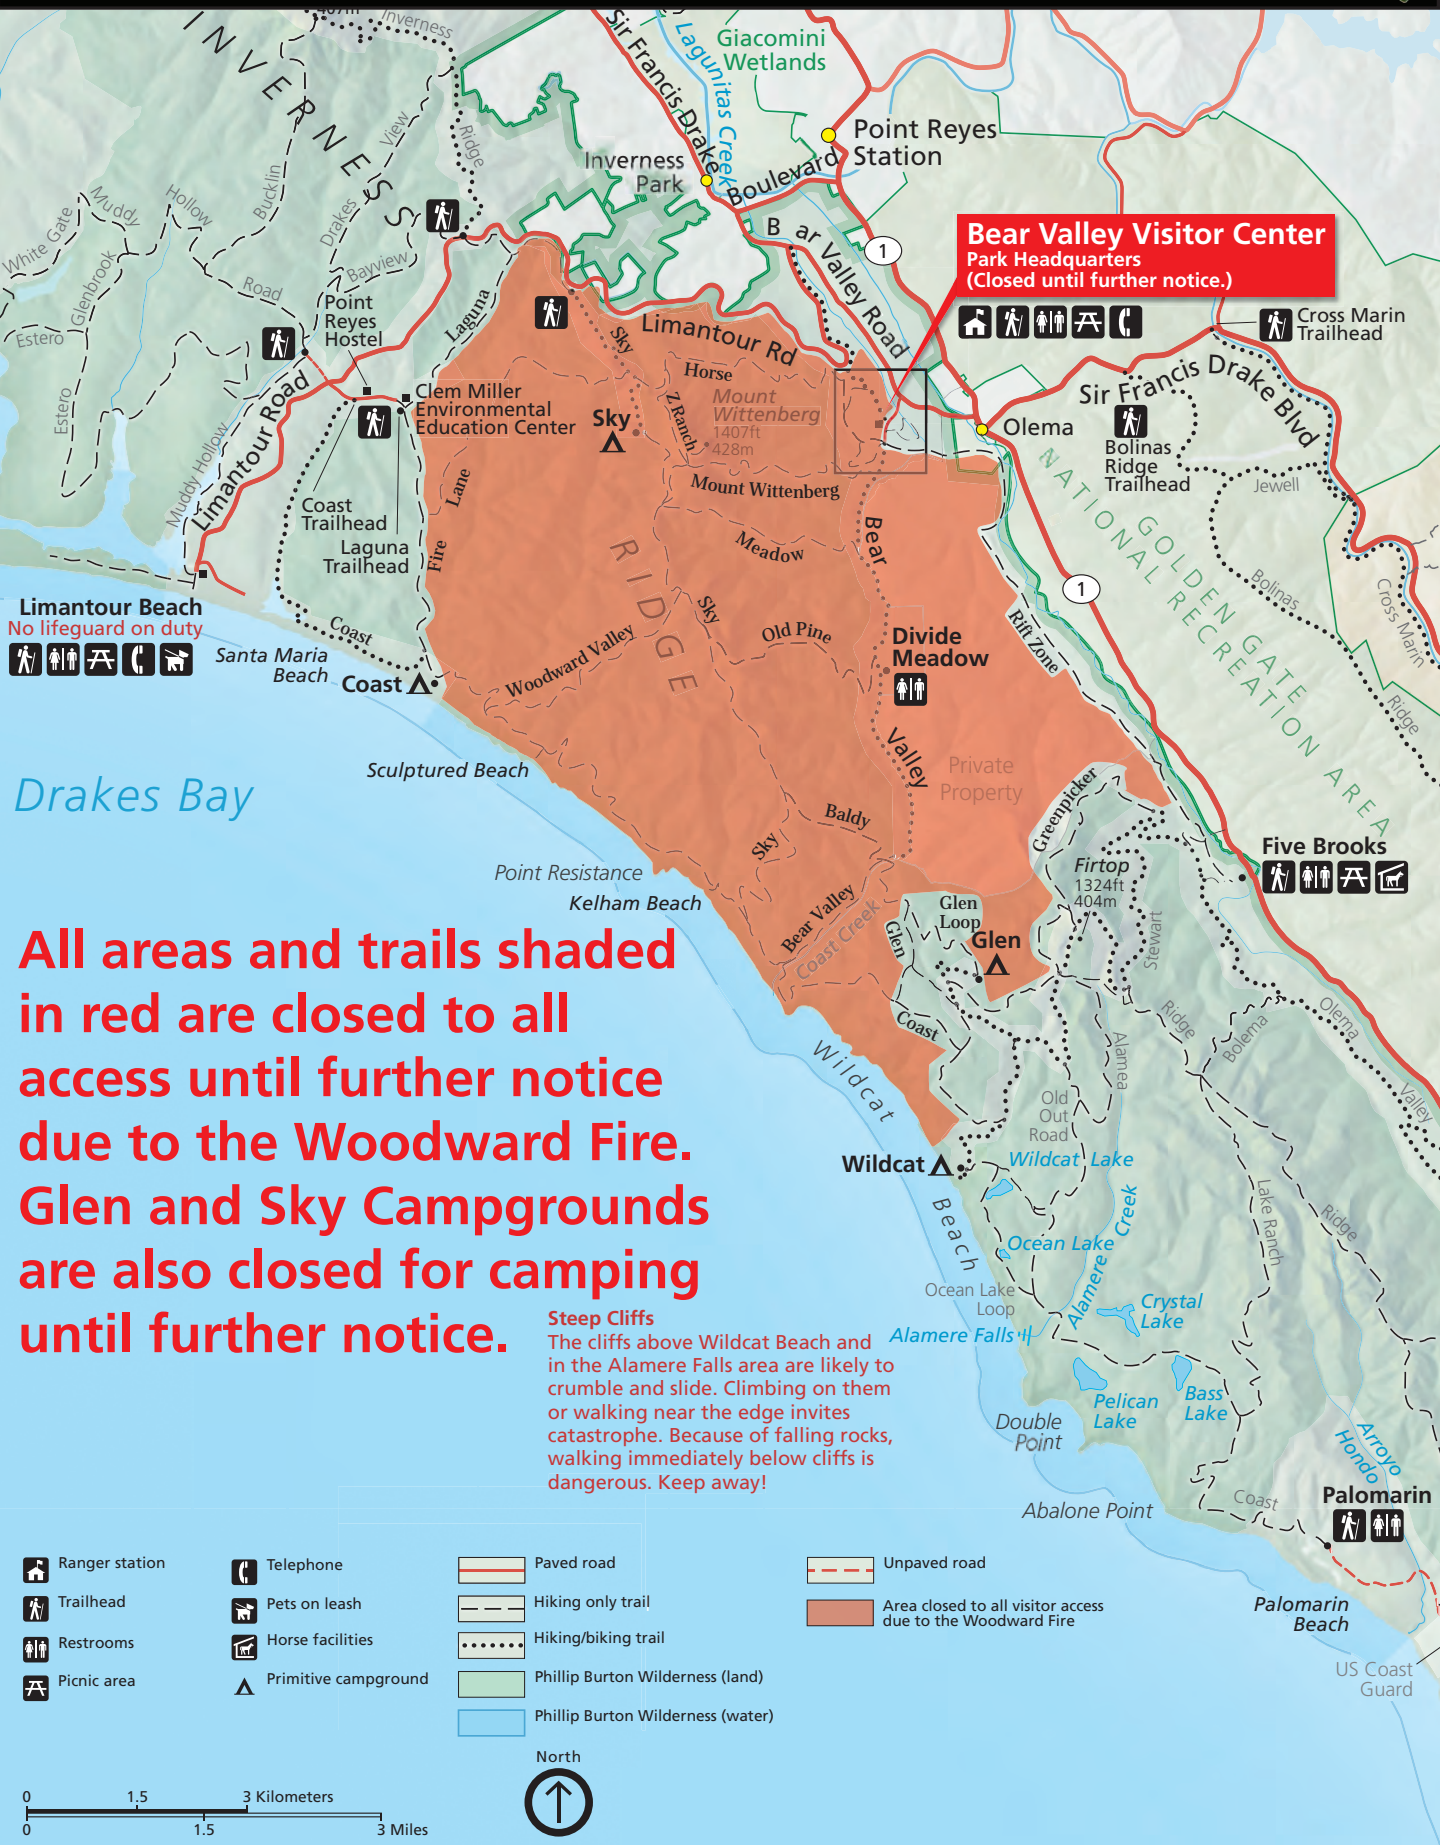 INVERNESS
RIDGE
Inverness
Ridge
View
Drakes
Bucklin
Hollow
Muddy
White Gate
Glenbrook
Estero
Estero
Road
Bayview
Muddy Hollow
Sir Francis Drake
Boulevard
Lagunitas Creek
Giacomini
Wetlands
Point Reyes
Station
Inverness
Park
B ar Valley Road
1
Bear Valley Visitor Center
Park Headquarters
(Closed until further notice.)
Cross Marin
Trailhead
Sir Francis Drake Blvd
Bolinas
Ridge
Trailhead
Jewell
Olema
Point
Reyes
Hostel
Laguna
Limantour Rd
Sky
Horse
Z Ranch
Mount
Wittenberg
1407ft
428m
Sky
Clem Miller
Environmental
Education Center
Limantour Road
Coast
Trailhead
Laguna
Trailhead
Lane
Fire
Mount Wittenberg
Meadow
Bear
Valley
Sky
Old Pine
Woodward Valley
Divide
Meadow
Rift Zone
1
NATIONAL RECREATION AREA
GOLDEN GATE
Bolinas
Ridge
Cross Marin
Limantour Beach
No lifeguard on duty
Santa Maria
Beach
Coast
Coast
Sculptured Beach
Drakes Bay
Private
Property
Greenpicker
Baldy
Sky
Firtop
1324ft
404m
Five Brooks
Point Resistance
Kelham Beach
Bear Valley
Coast Creek
Glen
Loop
Glen
Glen
Stewart
Coast
Ridge
Bolema
Olema
Valley
Alamea
Old
Out
Road
All areas and trails shaded
in red are closed to all
access until further notice
due to the Woodward Fire.
Glen and Sky Campgrounds
are also closed for camping
until further notice.
Wildcat
Beach
Wildcat
Wildcat Lake
Ocean Lake
Ocean Lake
Loop
Alamere Creek
Alamere Falls
Crystal
Lake
Pelican
Lake
Bass
Lake
Lake Ranch
Ridge
Steep Cliffs
The cliffs above Wildcat Beach and
in the Alamere Falls area are likely to
crumble and slide. Climbing on them
or walking near the edge invites
catastrophe. Because of falling rocks,
walking immediately below cliffs is
dangerous. Keep away!
Double
Point
Abalone Point
Coast
Arroyo
Hondo
Palomarin
Palomarin
Beach
US Coast
Guard
Ranger station
Trailhead
Restrooms
Picnic area
Telephone
Pets on leash
Horse facilities
Primitive campground
Paved road
Hiking only trail
Hiking/biking trail
Phillip Burton Wilderness (land)
Phillip Burton Wilderness (water)
Unpaved road
Area closed to all visitor access
due to the Woodward Fire
North
0 1.5 3 Kilometers
0 1.5 3 Miles